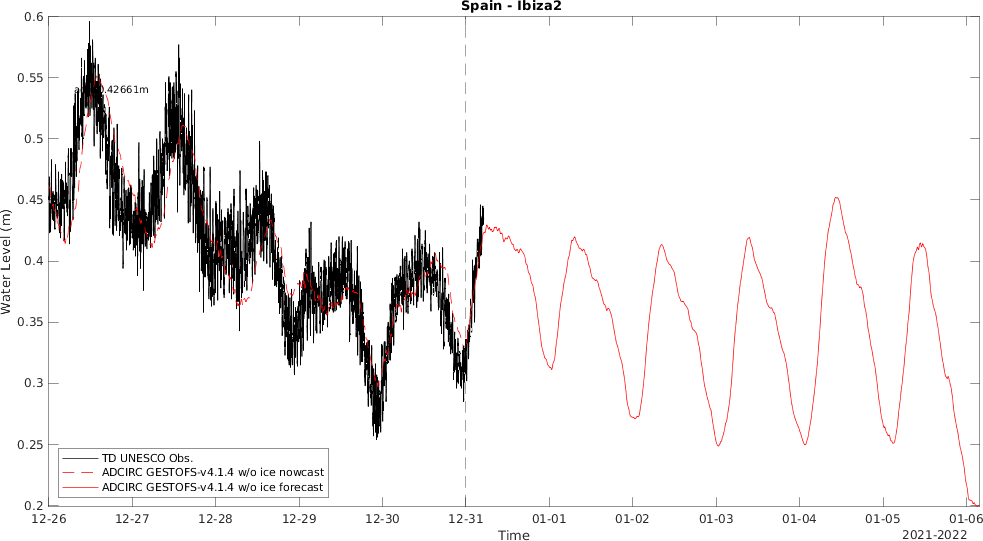 Spain - Ibiza2
0.6
0.55
0.5
0.45
0.4
0.35
0.3
0.25
0.2
Water Level (m)
0.42661m
TD UNESCO Obs.
ADCIRC GESTOFS-v4.1.4 w/o ice nowcast
ADCIRC GESTOFS-v4.1.4 w/o ice forecast
12-26 12-27 12-28 12-29 12-30 12-31 01-01 01-02 01-03 01-04 01-05 01-06
Time
2021-2022